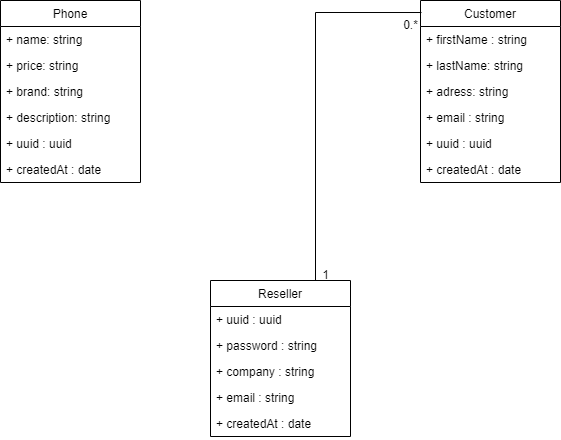 Phone
+ name: string
+ price: string
+ brand: string
+ description: string
+ uuid : uuid
+ createdAt : date
Customer
0.*
+ firstName : string
+ lastName: string
+ adress: string
+ email : string
+ uuid : uuid
+ createdAt : date
1
Reseller
+ uuid : uuid
+ password : string
+ company : string
+ email : string
+ createdAt : date